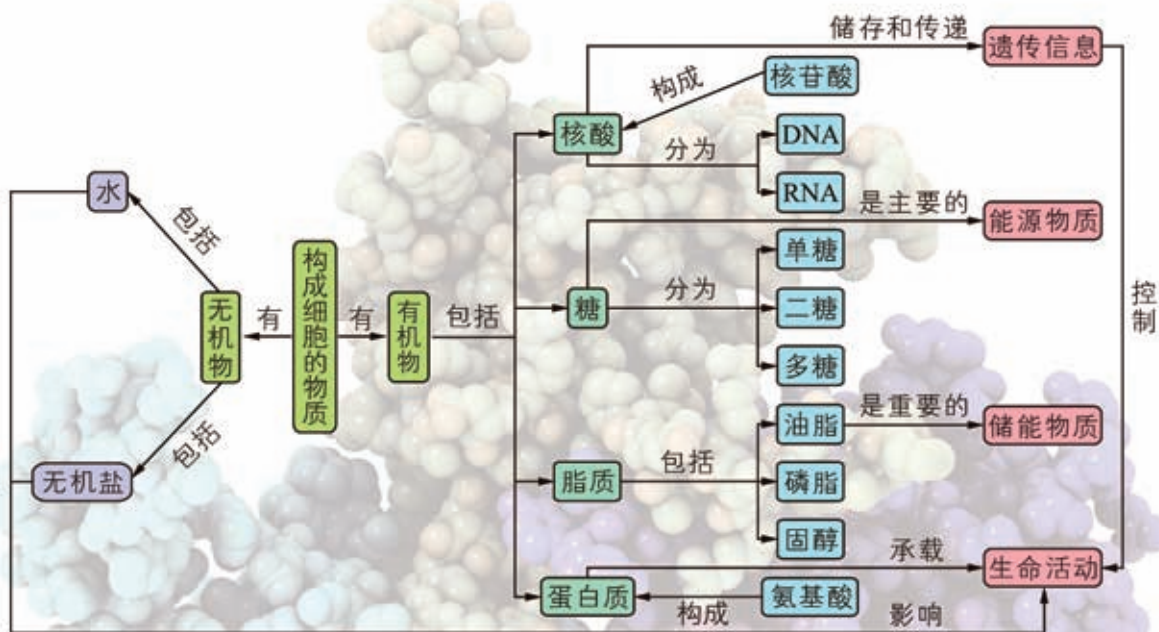 储存和传递
遗传信息
构成
核苷酸
核酸
分为
DNA
RNA
水
包括
是主要的
能源物质
单糖
构成细胞的物质
无机物
有
有
有机物
包括
糖
分为
二糖
控制
多糖
包括
无机盐
油脂
是重要的
储能物质
脂质
包括
磷脂
固醇
承载
生命活动
蛋白质
构成
氨基酸
影响